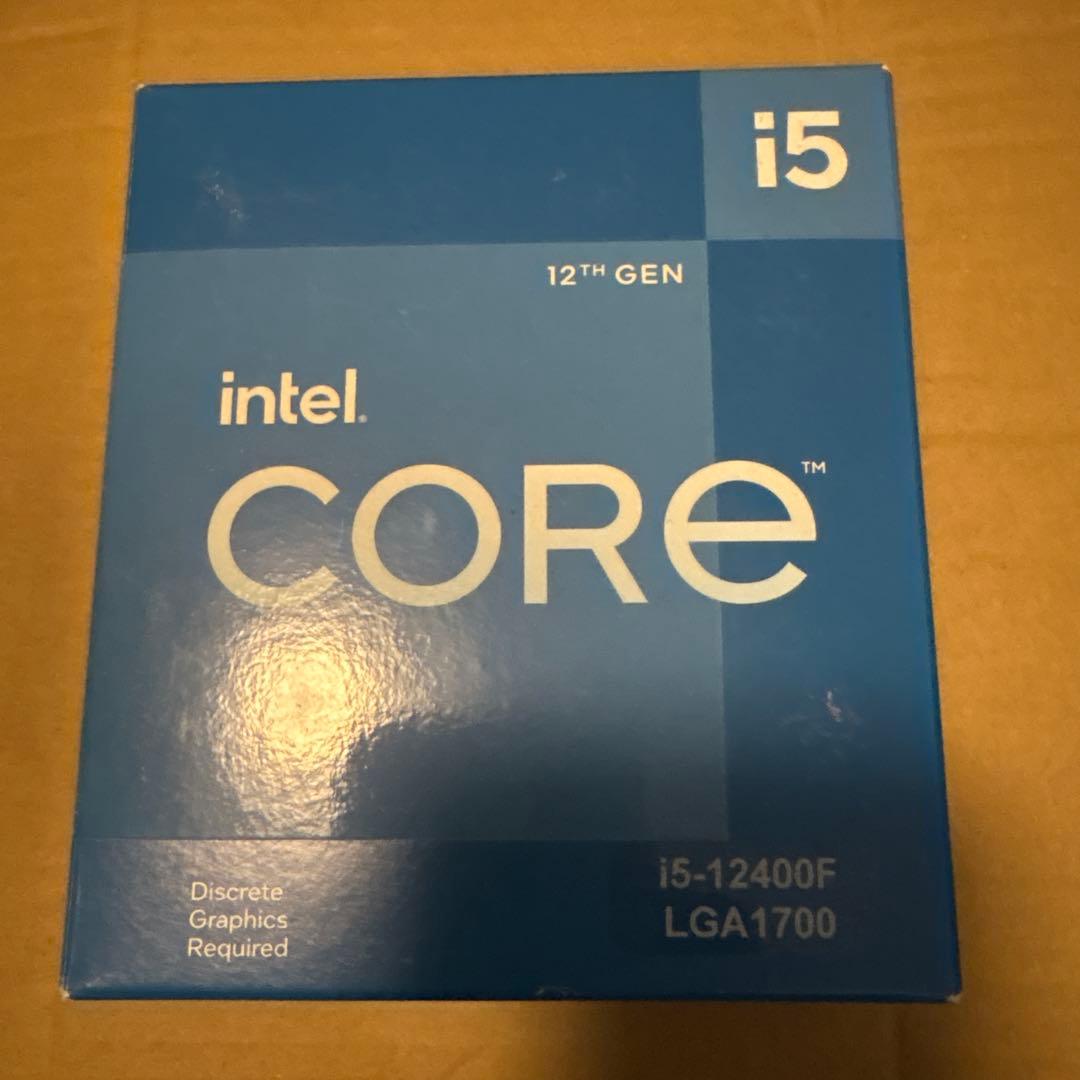 i5
12TH GEN
intel.
CORE™
Discrete
Graphics
Required
i5-12400F
LGA1700